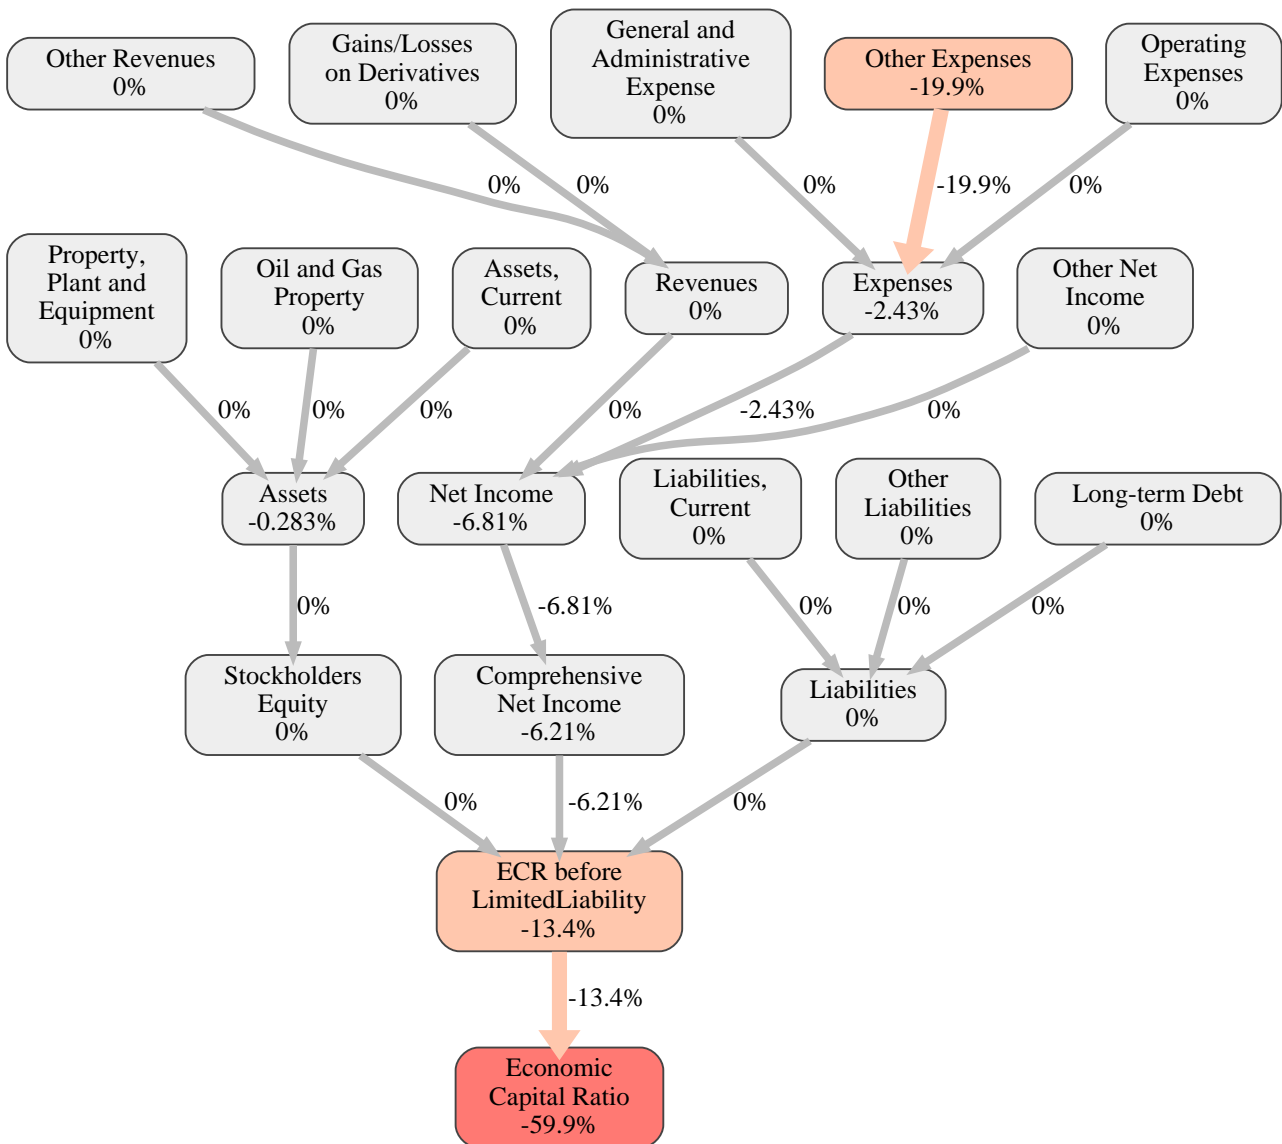 Other Revenues
0%
Gains/Losses
on Derivatives
0%
General and
Administrative
Expense
0%
Other Expenses
-19.9%
Operating
Expenses
0%
0%
0%
0%
-19.9%
0%
Property,
Plant and
Equipment
0%
Oil and Gas
Property
0%
Assets,
Current
0%
Revenues
0%
Expenses
-2.43%
Other Net
Income
0%
0%
0%
0%
0%
-2.43%
0%
Assets
-0.283%
Net Income
-6.81%
Liabilities,
Current
0%
Other
Liabilities
0%
Long-term Debt
0%
0%
-6.81%
0%
0%
0%
Stockholders
Equity
0%
Comprehensive
Net Income
-6.21%
Liabilities
0%
0%
-6.21%
0%
ECR before
LimitedLiability
-13.4%
-13.4%
Economic
Capital Ratio
-59.9%